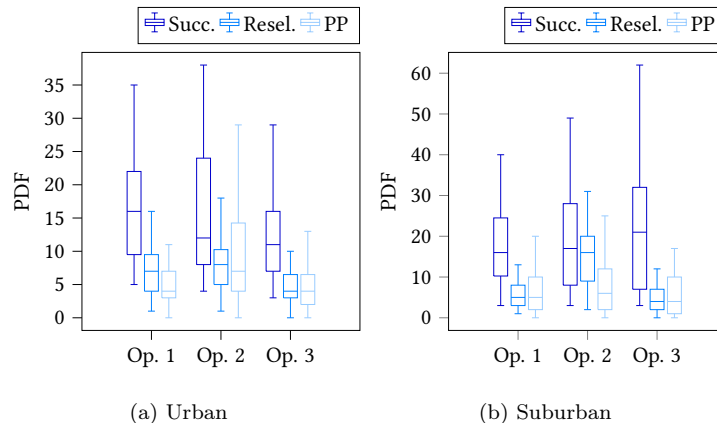 Succ. Resel. PP
PDF
35
30
25
20
15
10
5
0
Op. 1 Op. 2 Op. 3
(a) Urban
Succ. Resel. PP
PDF
60
50
40
30
20
10
0
Op. 1 Op. 2 Op. 3
(b) Suburban